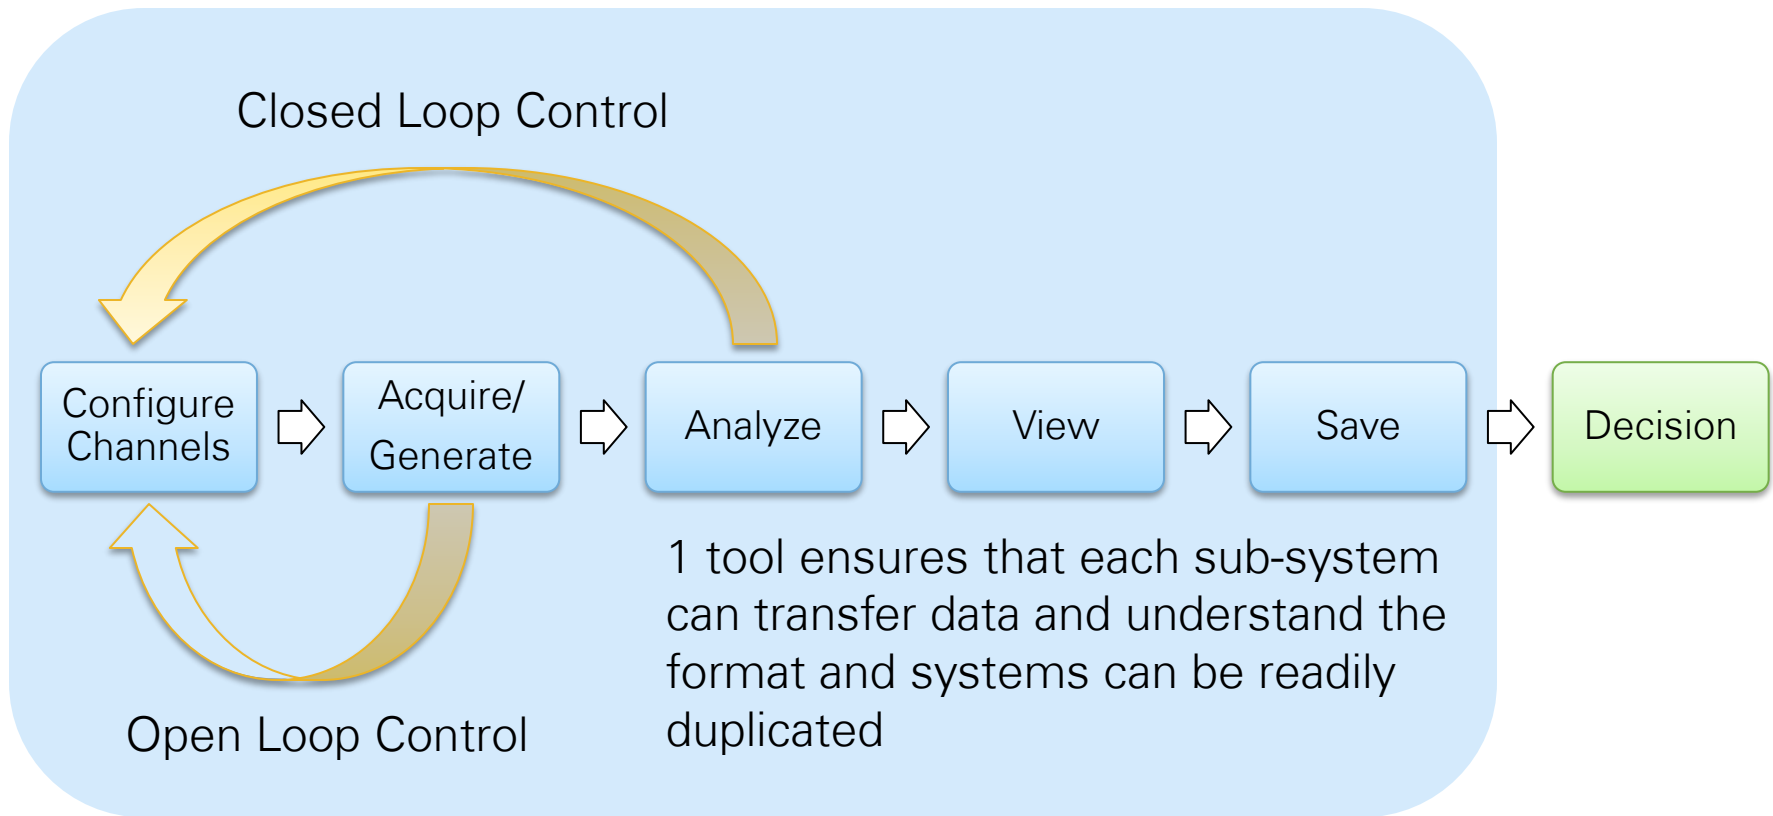 Closed Loop Control
Configure
Channels
Acquire/
Generate
Analyze
View
Save
Decision
1 tool ensures that each sub-system
can transfer data and understand the
format and systems can be readily
duplicated
Open Loop Control